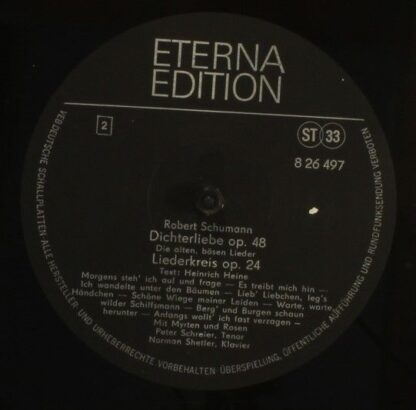 ETERNA
EDITION
2
ST 33
8 26 497
Robert Schumann
Dichterliebe op. 48
Die alten, bösen Lieder
Liederkreis op. 24
Text: Heinrich Heine
Morgens steh' ich auf und frage — Es treibt mich hin —
Ich wandelte unter den Bäumen — Lieb' Liebchen, leg's
Händchen — Schöne Wiege meiner Leiden — Warte, warte
wilder Schiffsmann — Berg' und Burgen schaun
herunter — Anfangs wollt' ich fast verzagen —
Mit Myrten und Rosen
Peter Schreier, Tenor
Norman Shetler, Klavier
VEB DEUTSCHE SCHALLPLATTEN ALLE HERSTELLER UND URHEBERRECHTE VORBEHALTEN ÜBERSPIELUNG, ÖFFENTLICHE AUFFÜHRUNG UND RUNDFUNKSENDUNG VERBOTEN